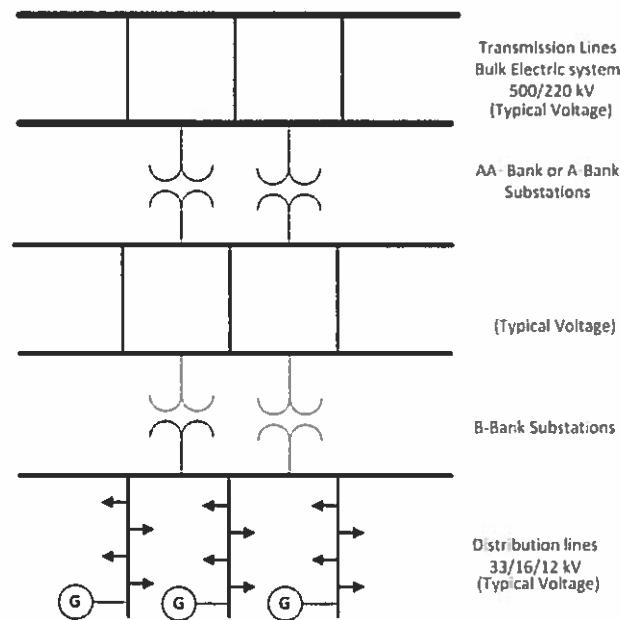 Transmission Lines
Bulk Electric system
500/220 kV
(Typical Voltage)
AA- Bank or A-Bank
Substations
(Typical Voltage)
B-Bank Substations
Distribution lines
33/16/12 kV
(Typical Voltage)
G
G
G